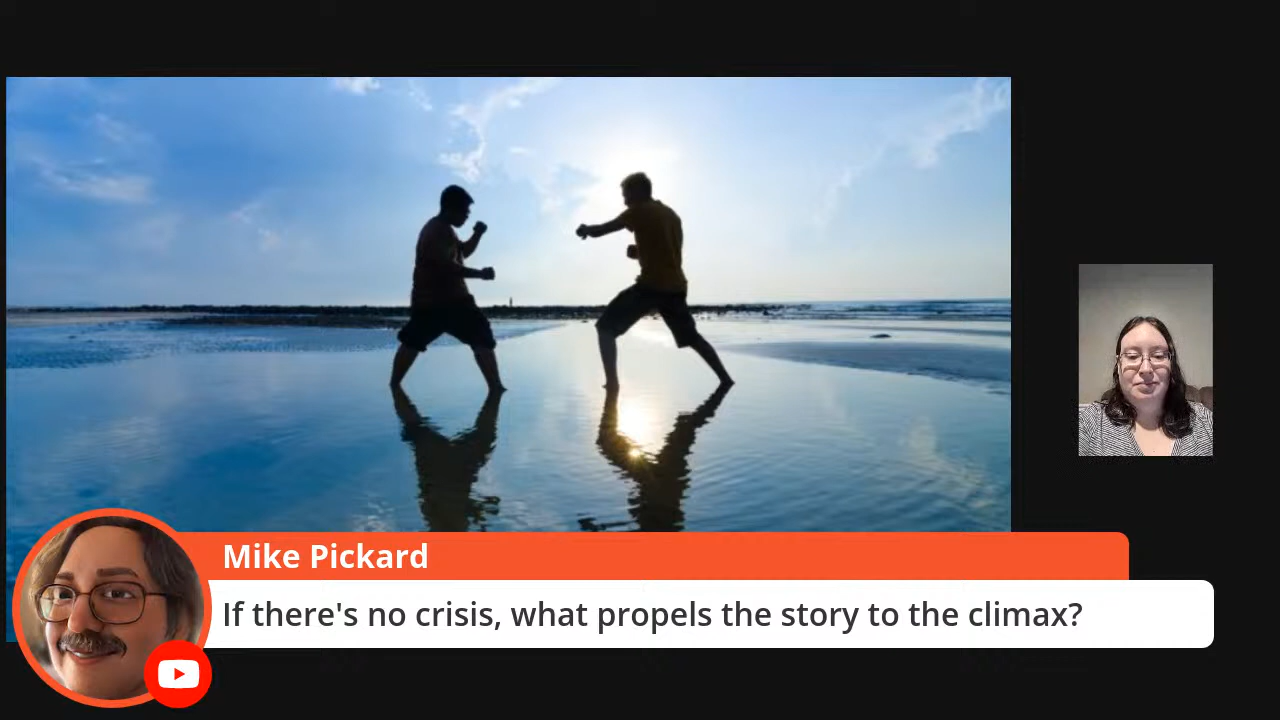 Mike Pickard
If there's no crisis, what propels the story to the climax?